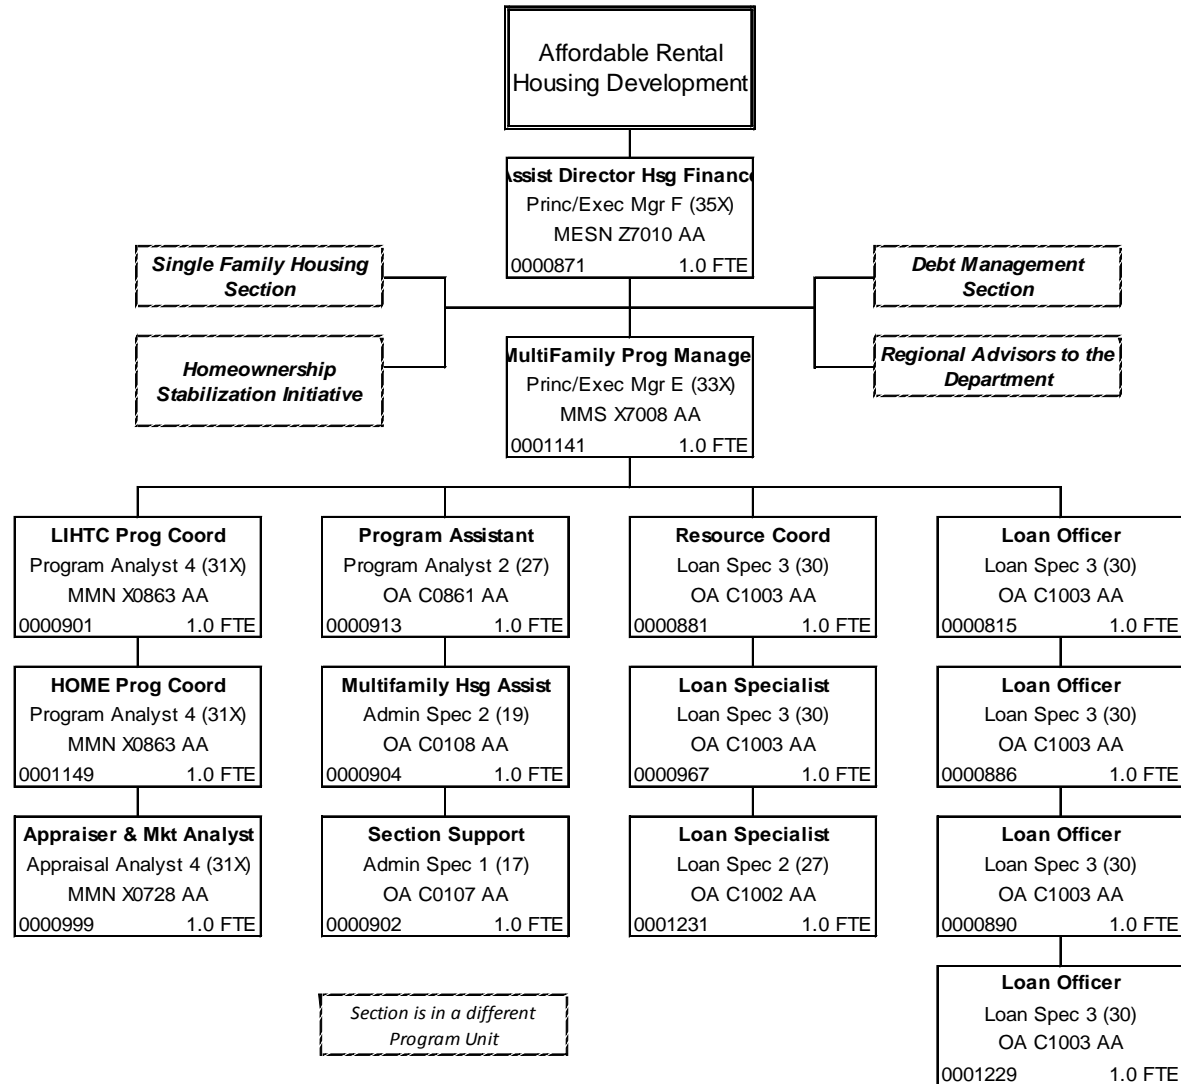 Affordable Rental
Housing Development
Assist Director Hsg Finance
Princ/Exec Mgr F (35X)
MESN Z7010 AA
0000871 1.0 FTE
Single Family Housing
Section
Debt Management
Section
Homeownership
Stabilization Initiative
Regional Advisors to the
Department
MultiFamily Prog Manage
Princ/Exec Mgr E (33X)
MMS X7008 AA
0001141 1.0 FTE
LIHTC Prog Coord
Program Analyst 4 (31X)
MMN X0863 AA
0000901 1.0 FTE
Program Assistant
Program Analyst 2 (27)
OA C0861 AA
0000913 1.0 FTE
Resource Coord
Loan Spec 3 (30)
OA C1003 AA
0000881 1.0 FTE
Loan Officer
Loan Spec 3 (30)
OA C1003 AA
0000815 1.0 FTE
HOME Prog Coord
Program Analyst 4 (31X)
MMN X0863 AA
0001149 1.0 FTE
Multifamily Hsg Assist
Admin Spec 2 (19)
OA C0108 AA
0000904 1.0 FTE
Loan Specialist
Loan Spec 3 (30)
OA C1003 AA
0000967 1.0 FTE
Loan Officer
Loan Spec 3 (30)
OA C1003 AA
0000886 1.0 FTE
Appraiser & Mkt Analyst
Appraisal Analyst 4 (31X)
MMN X0728 AA
0000999 1.0 FTE
Section Support
Admin Spec 1 (17)
OA C0107 AA
0000902 1.0 FTE
Loan Specialist
Loan Spec 2 (27)
OA C1002 AA
0001231 1.0 FTE
Loan Officer
Loan Spec 3 (30)
OA C1003 AA
0000890 1.0 FTE
Section is in a different
Program Unit
Loan Officer
Loan Spec 3 (30)
OA C1003 AA
0001229 1.0 FTE